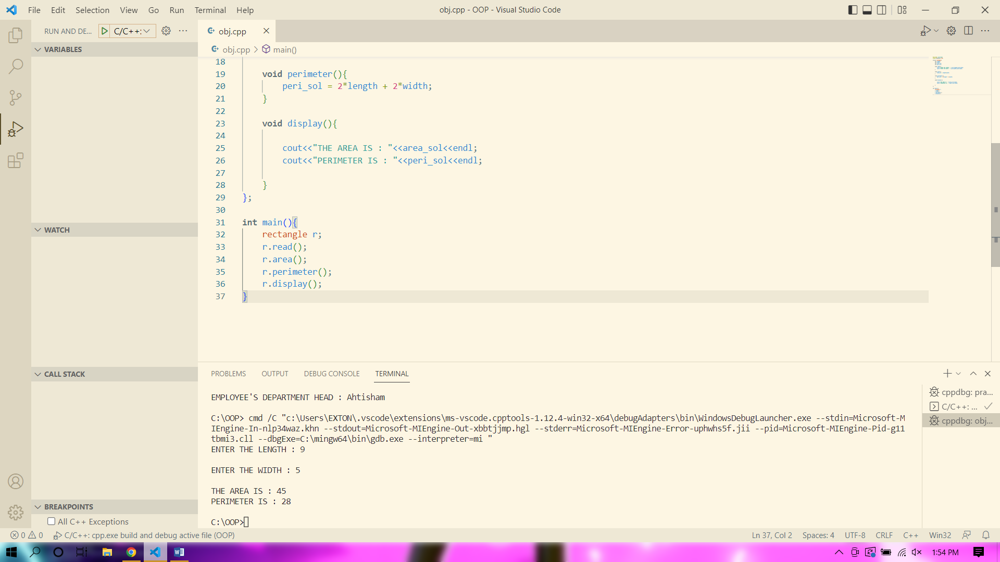 File Edit Selection View Go Run Terminal Help
obj.cpp - OOP - Visual Studio Code
RUN AND DE...
C/C++:
obj.cpp
VARIABLES
obj.cpp > main()
18
19 void perimeter(){
20 peri_sol = 2*length + 2*width;
21 }
22
23 void display(){
24
25 cout<<"THE AREA IS : "<<area_sol<<endl;
26 cout<<"PERIMETER IS : "<<peri_sol<<endl;
27
28 }
29 };
30
31 int main(){
32 rectangle r;
33 r.read();
34 r.area();
35 r.perimeter();
36 r.display();
37 }
WATCH
CALL STACK
BREAKPOINTS
All C++ Exceptions
PROBLEMS OUTPUT DEBUG CONSOLE TERMINAL
EMPLOYEE'S DEPARTMENT HEAD : Ahtisham
C:\OOP> cmd /C "c:\Users\EXTON\.vscode\extensions\ms-vscode.cpptools-1.12.4-win32-x64\debugAdapters\bin\WindowsDebugLauncher.exe --stdin=Microsoft-M
IEngine-In-nlp34waz.khn --stdout=Microsoft-MIEngine-Out-xbbtjjmp.hgl --stderr=Microsoft-MIEngine-Error-uphwhs5f.jii --pid=Microsoft-MIEngine-Pid-g11
tbmi3.cll --dbgExe=C:\mingw64\bin\gdb.exe --interpreter=mi "
ENTER THE LENGTH : 9
ENTER THE WIDTH : 5
THE AREA IS : 45
PERIMETER IS : 28
C:\OOP>
cppdbg: pra...
C/C++: ...
cppdbg: obj...
0 0 C/C++: cpp.exe build and debug active file (OOP)
Ln 37, Col 2 Spaces: 4 UTF-8 CRLF C++ Win32
1:54 PM